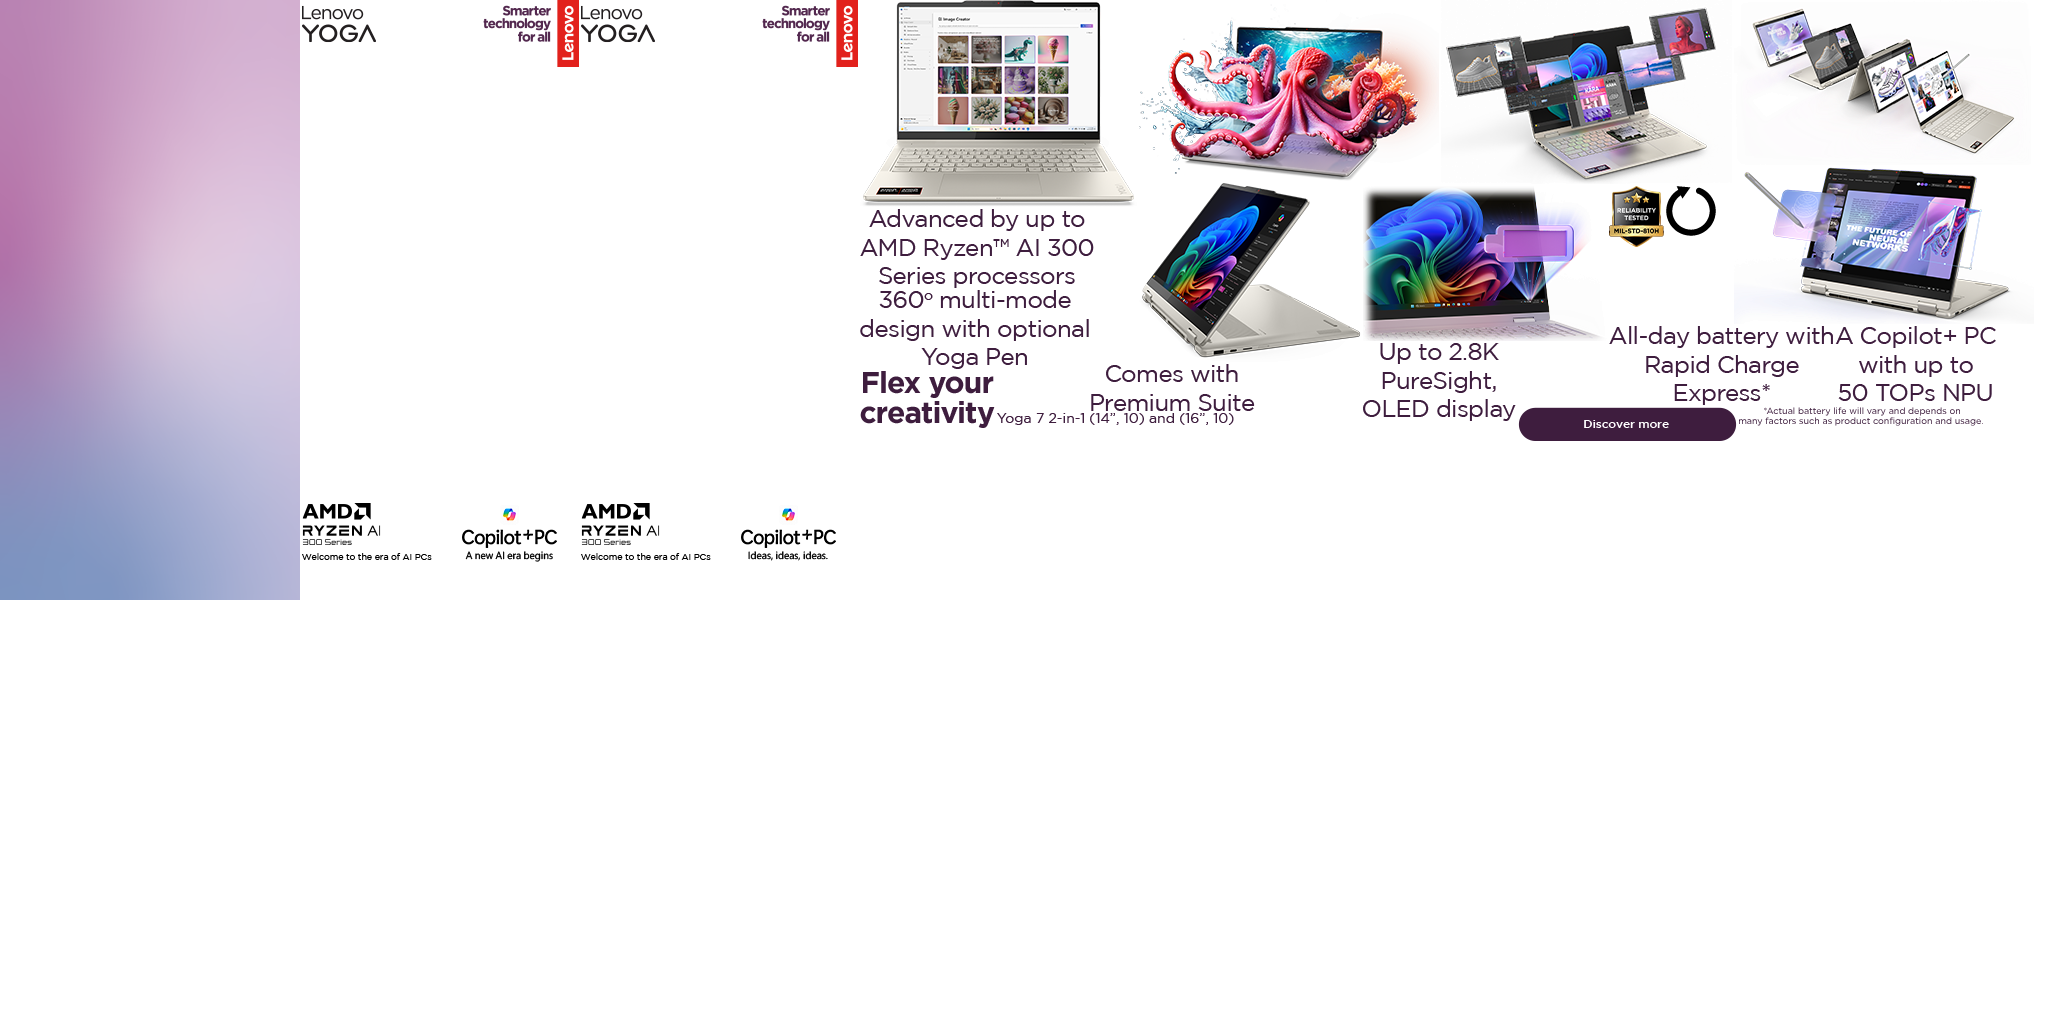 Lenovo
YOGA
Smarter
technology
for all
Lenovo
Lenovo
YOGA
Smarter
technology
for all
Lenovo
Image Creator
RELIABILITY
TESTED
MIL-STD-810H
THE FUTURE OF
NEURAL
NETWORKS
Advanced by up to
AMD Ryzen™ AI 300
Series processors
360° multi-mode
design with optional
Yoga Pen
Flex your
creativity
Yoga 7 2-in-1 (14”, 10) and (16”, 10)
Comes with
Premium Suite
Up to 2.8K
PureSight,
OLED display
All-day battery with
Rapid Charge
Express*
A Copilot+ PC
with up to
50 TOPs NPU
*Actual battery life will vary and depends on
many factors such as product configuration and usage.
Discover more
AMD
RYZEN AI
300 Series
Welcome to the era of AI PCs
Copilot+PC
A new AI era begins
AMD
RYZEN AI
300 Series
Welcome to the era of AI PCs
Copilot+PC
Ideas, ideas, ideas.